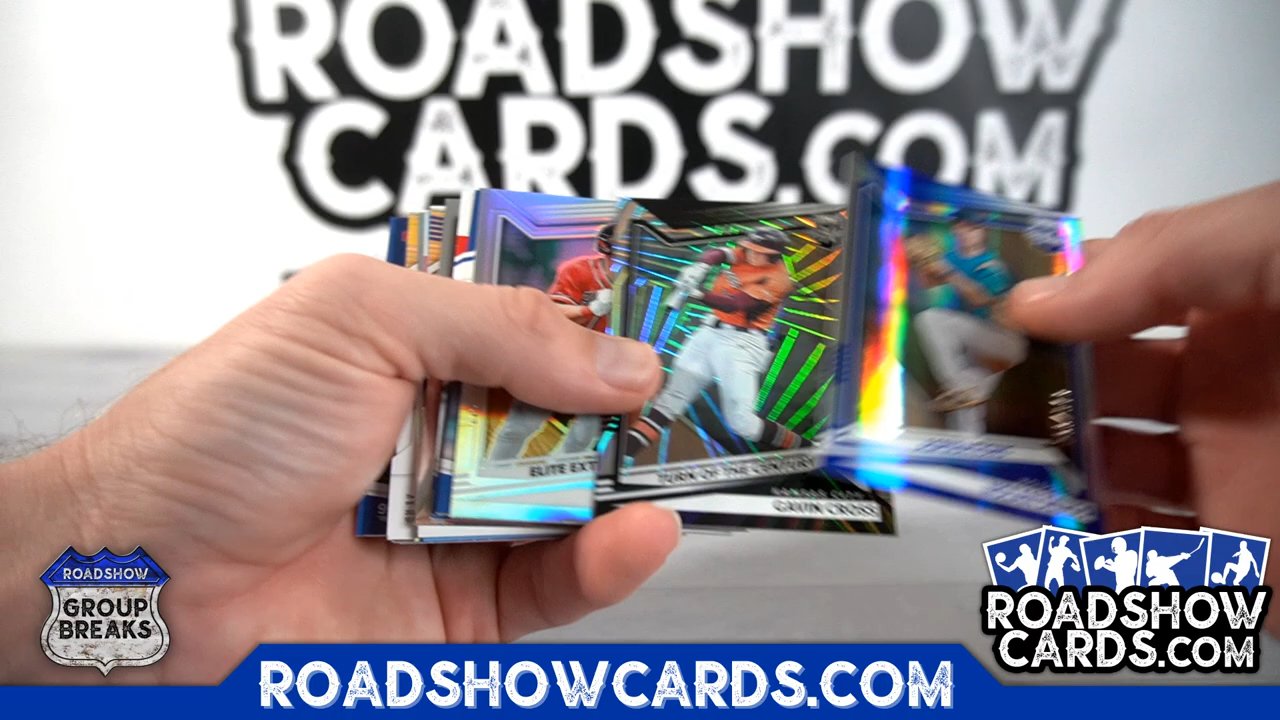 ROADSHOW
CARDS.COM
ELITE EXT
TURN OF THE CENTURY
GAVIN CROSS
ROADSHOW
GROUP
BREAKS
ROADSHOW
CARDS.COM
ROADSHOWCARDS.COM